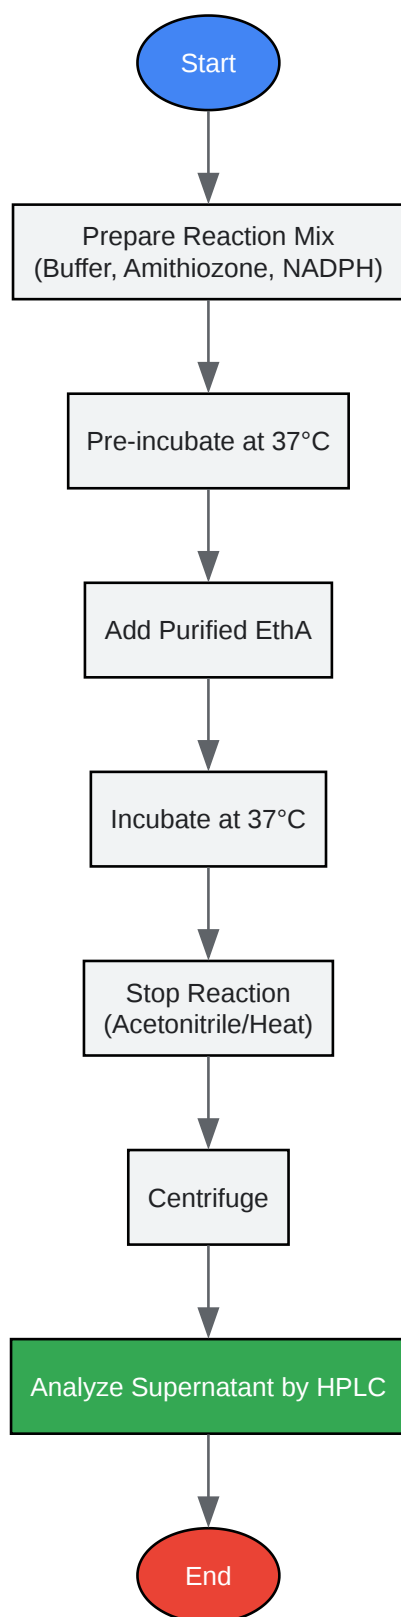 Start
Prepare Reaction Mix
(Buffer, Amithiozone, NADPH)
Pre-incubate at 37°C
Add Purified EthA
Incubate at 37°C
Stop Reaction
(Acetonitrile/Heat)
Centrifuge
Analyze Supernatant by HPLC
End